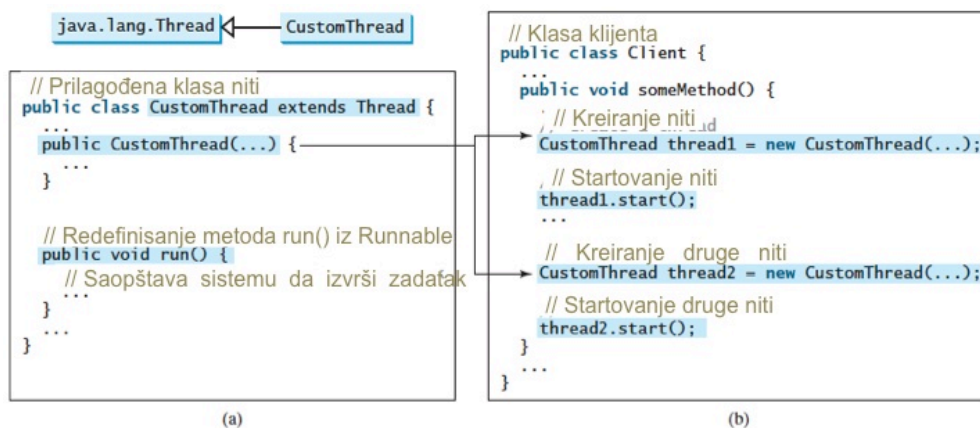 java.lang.Thread CustomThread
// Prilagođena klasa niti
public class CustomThread extends Thread {
...
public CustomThread(...) {
...
}
// Redefinisanje metoda run() iz Runnable
public void run() {
// Saopštava sistemu da izvrši zadatak
...
}
...
}
(a)
// Klasa klijenta
public class Client {
...
public void someMethod() {
...
// Kreiranje niti
CustomThread thread1 = new CustomThread(...);
// Startovanje niti
thread1.start();
...
// Kreiranje druge niti
CustomThread thread2 = new CustomThread(...);
// Startovanje druge niti
thread2.start();
}
...
}
(b)